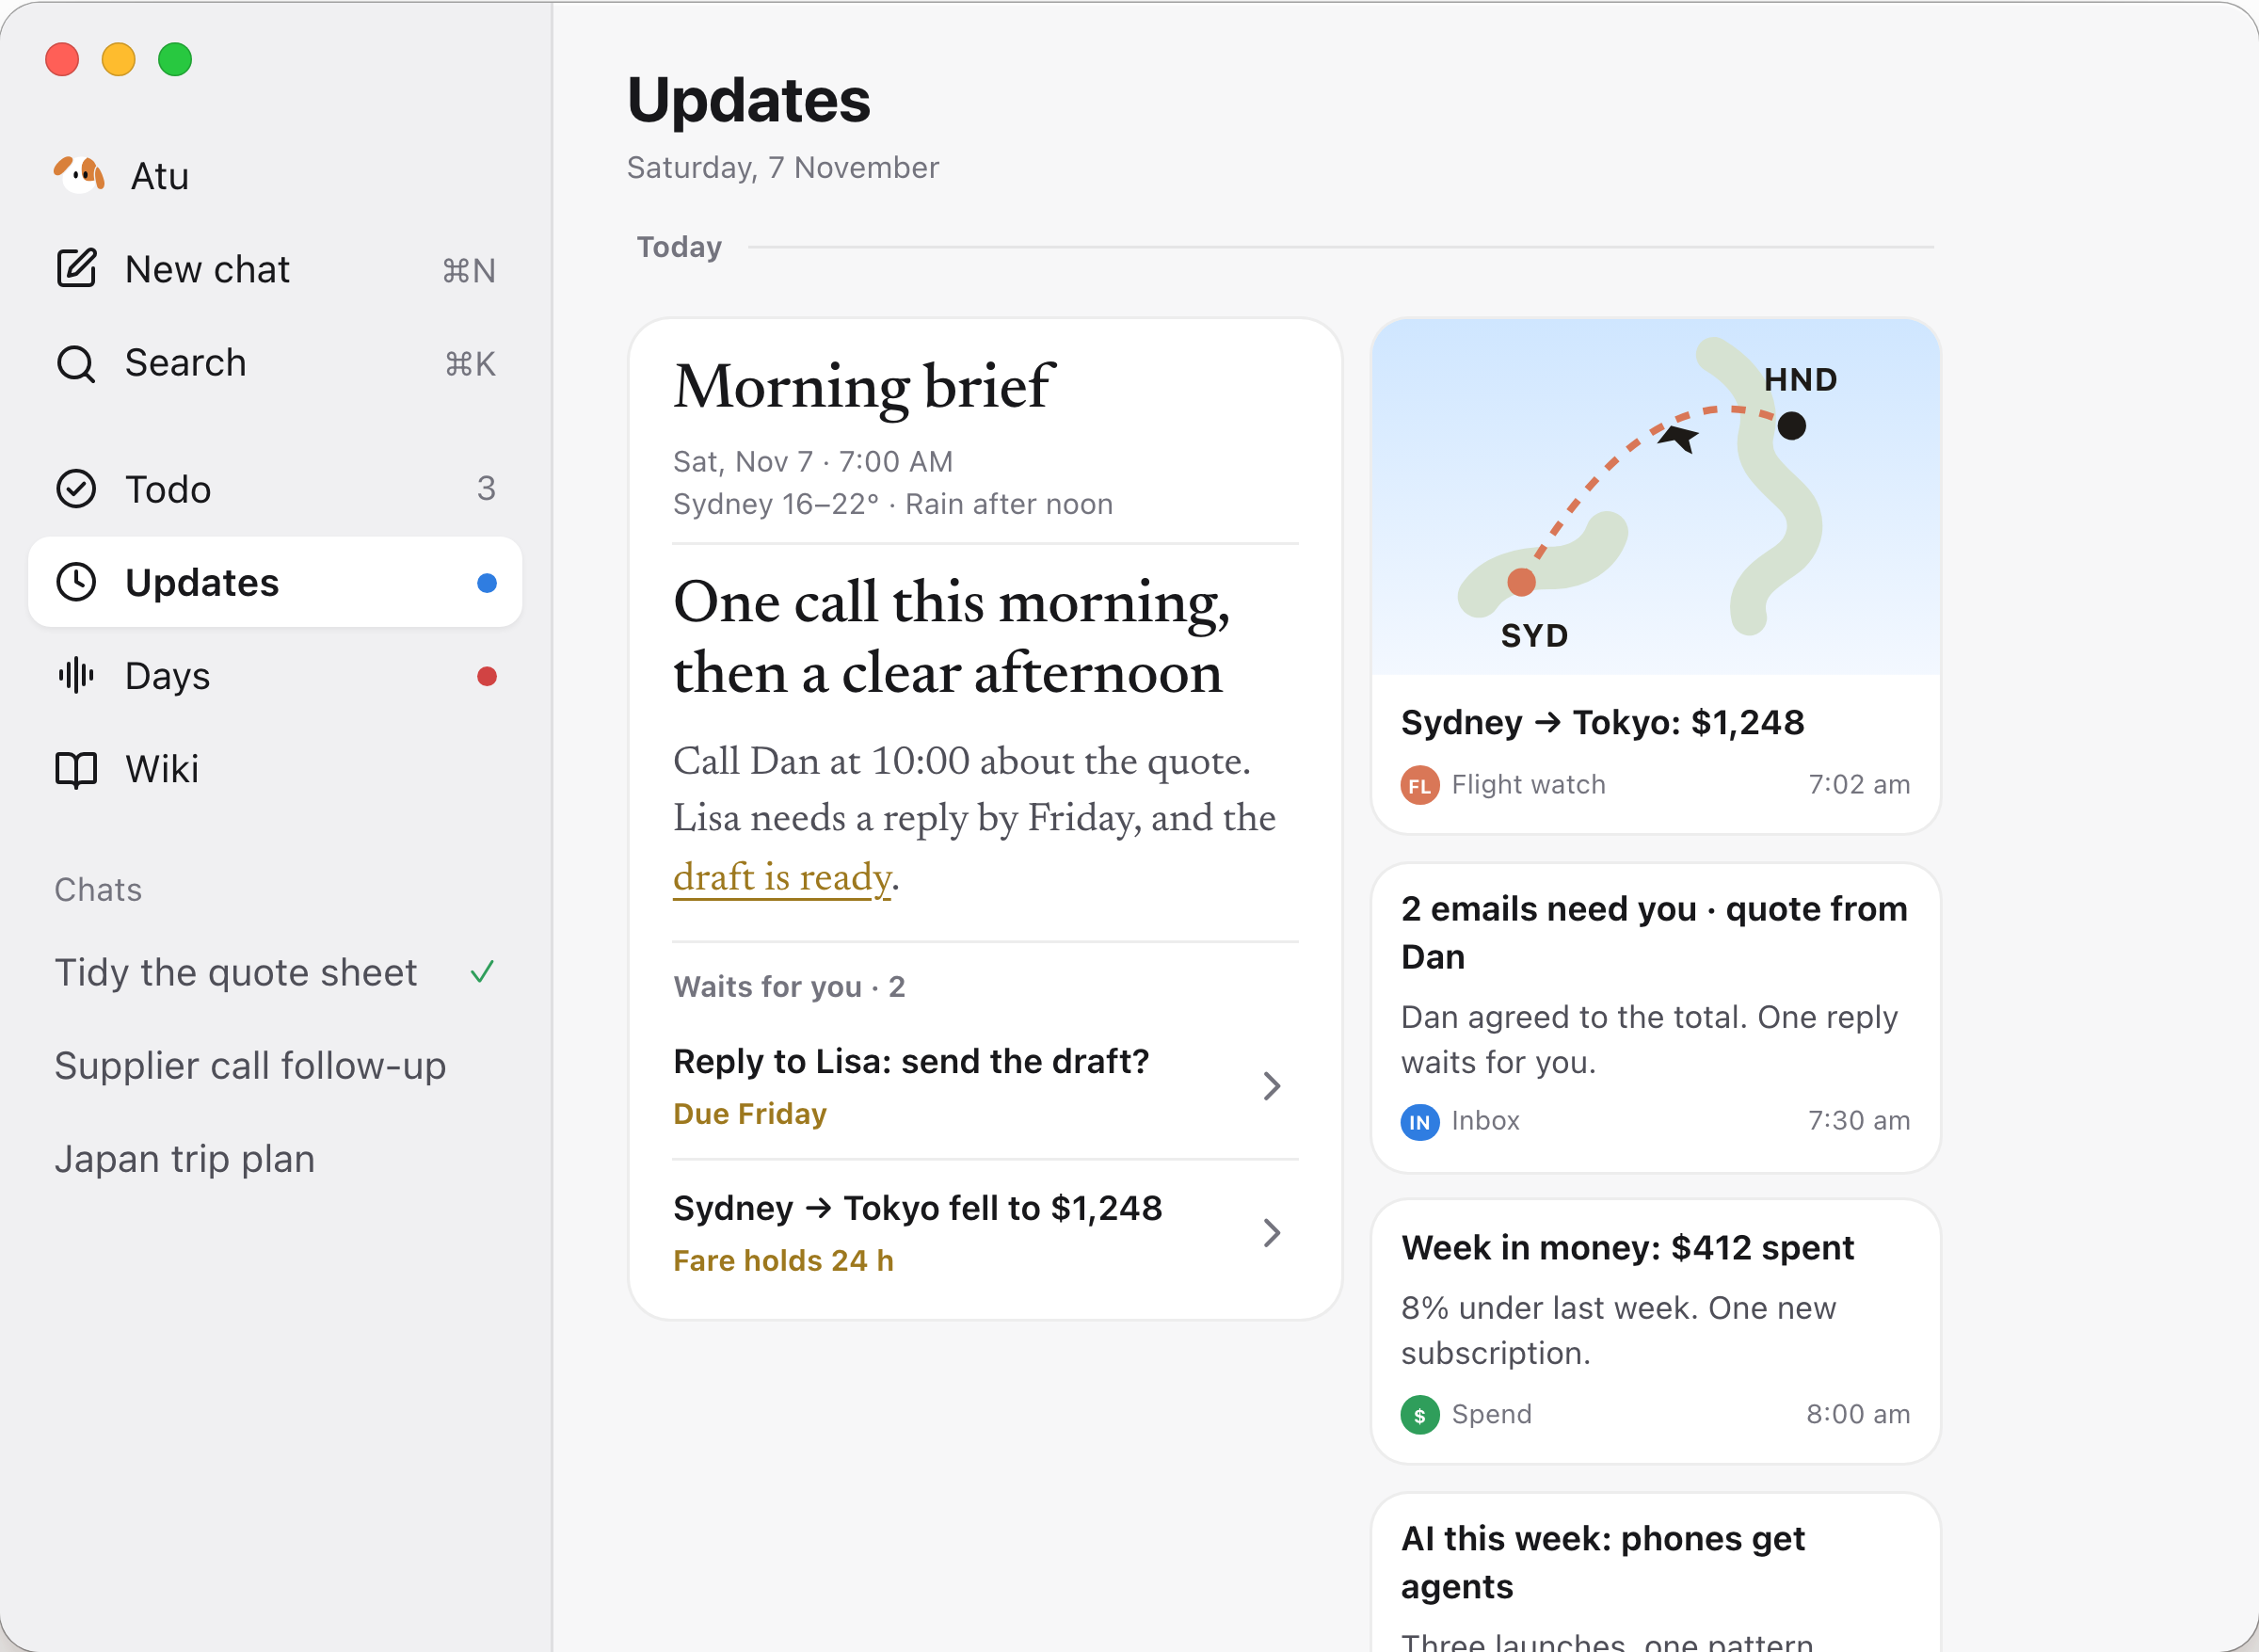 Atu
New chat ⌘N
Search ⌘K
Todo 3
Updates
Days
Wiki
Chats
Tidy the quote sheet
Supplier call follow-up
Japan trip plan
Updates
Saturday, 7 November
Today
Morning brief
Sat, Nov 7 · 7:00 AM
Sydney 16–22° · Rain after noon
One call this morning,
then a clear afternoon
Call Dan at 10:00 about the quote.
Lisa needs a reply by Friday, and the
draft is ready.
Waits for you · 2
Reply to Lisa: send the draft?
Due Friday
Sydney → Tokyo fell to $1,248
Fare holds 24 h
HND
SYD
Sydney → Tokyo: $1,248
FL Flight watch 7:02 am
2 emails need you · quote from
Dan
Dan agreed to the total. One reply
waits for you.
IN Inbox 7:30 am
Week in money: $412 spent
8% under last week. One new
subscription.
$ Spend 8:00 am
AI this week: phones get
agents
Three launches, one pattern